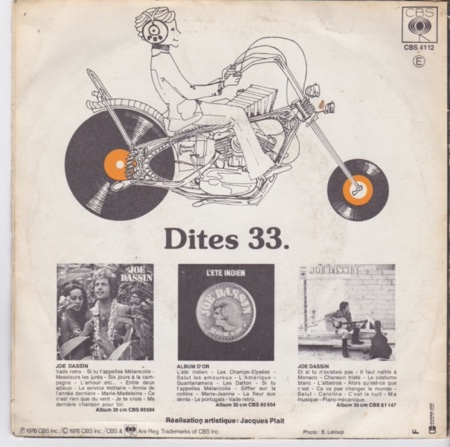 CBS
CBS 4112
E
Dites 33.
JOE
DASSIN
L'ETE INDIEN
JOE DASSIN
JOE DASSIN
JOE DASSIN
Vade retro - Si tu t'appelles Mélancolie -
Messieurs les jurés - Six jours à la cam-
pagne - L'amour etc... - Entre deux
adieux - Le service militaire - Annie de
l'année dernière - Marie-Madeleine - Ce
n'est rien que du vent - Je te crois - Ma
dernière chanson pour toi.
Album 30 cm CBS 80584
ALBUM D'OR
L'été indien - Les Champs-Elysées -
Salut les amoureux - L'Amérique -
Guantanamera - Les Dalton - Si tu
t'appelles Mélancolie - Siffler sur la
colline - Marie-Jeanne - La fleur aux
dents - Le portugais - Vade retro.
Album 30 cm CBS
JOE DASSIN
Et si tu n'existais pas - Il faut naître à
Monaco - Chanson triste - Le costume
blanc - L'albatros - Alors qu'est-ce que
c'est - Ça va pas changer le monde -
Salut - Carolina - C'est la nuit - Ma
musique - Piano mécanique.
Album 30 cm CBS 81 147
Réalisation artistique : Jacques Plait
℗ 1976 CBS Inc./© 1976 CBS Inc./CBS & Are Reg. Trademarks of CBS Inc.
Photo : B. Leloup
F